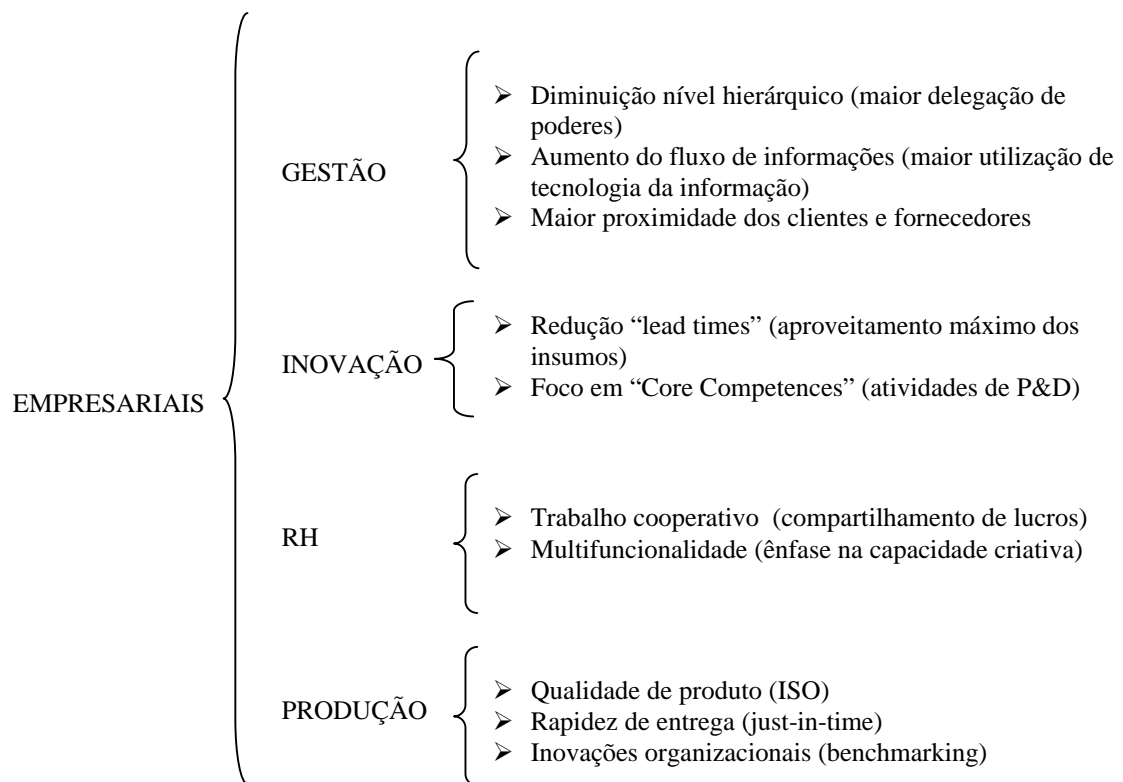 ➢ Diminuição nível hierárquico (maior delegação de
poderes)
GESTÃO
➢ Aumento do fluxo de informações (maior utilização de
tecnologia da informação)
➢ Maior proximidade dos clientes e fornecedores
INOVAÇÃO
➢ Redução “lead times” (aproveitamento máximo dos
insumos)
➢ Foco em “Core Competences” (atividades de P&D)
EMPRESARIAIS
RH
➢ Trabalho cooperativo (compartilhamento de lucros)
➢ Multifuncionalidade (ênfase na capacidade criativa)
PRODUÇÃO
➢ Qualidade de produto (ISO)
➢ Rapidez de entrega (just-in-time)
➢ Inovações organizacionais (benchmarking)